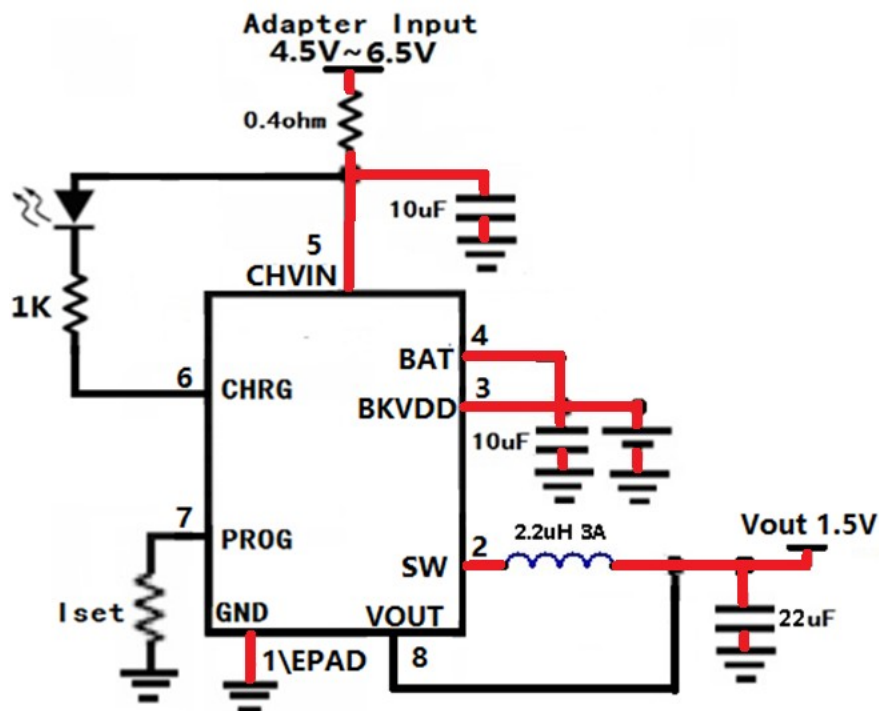 Adapter Input
4.5V~6.5V
0.4ohm
10uF
5
CHVIN
1K
4
BAT
6
CHRG
3
BKVDD
10uF
7
PROG
2
SW
2.2uH 3A
Vout 1.5V
Iset
GND
VOUT
22uF
1\EPAD
8